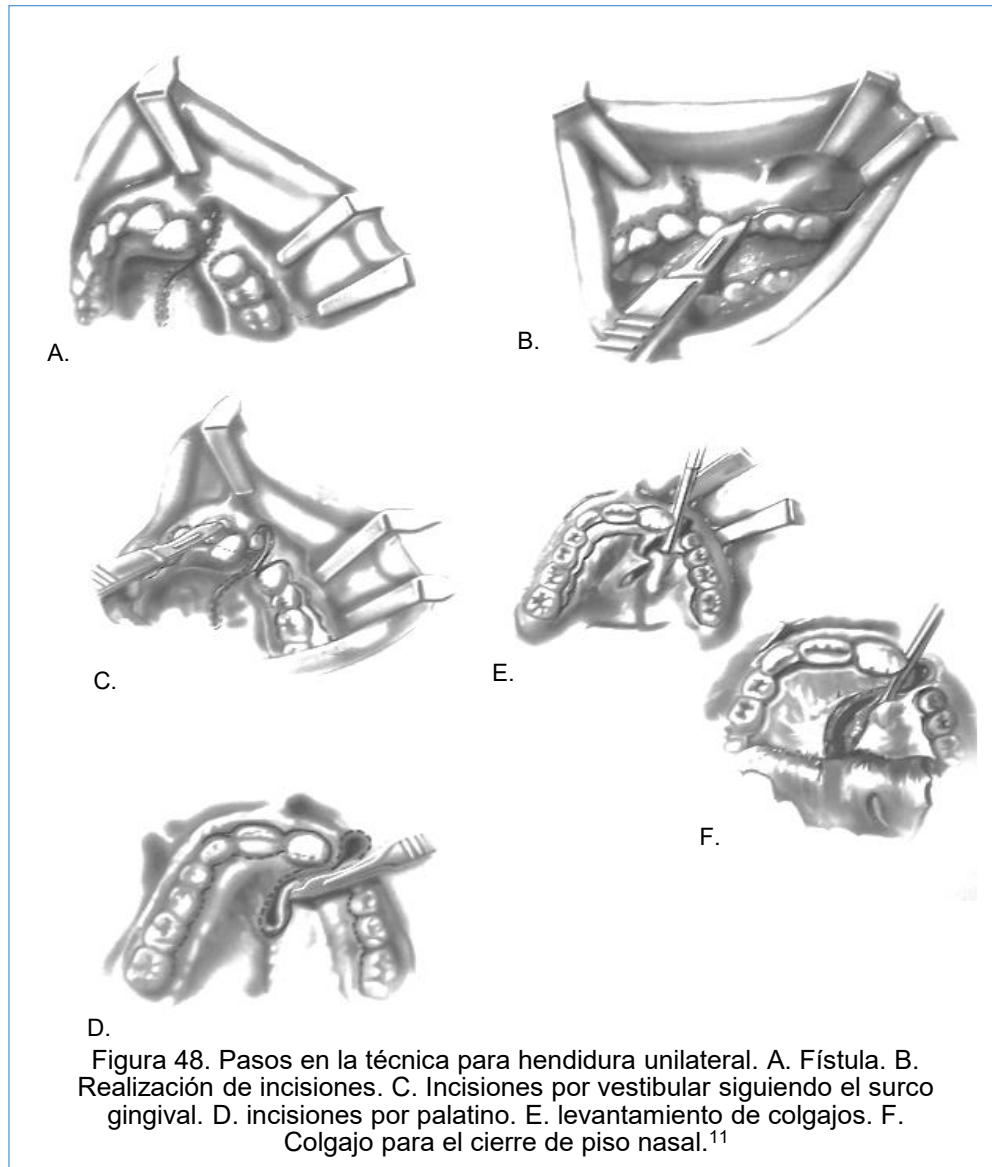 A.
B.
C.
E.
F.
D.
Figura 48. Pasos en la técnica para hendidura unilateral. A. Fístula. B.
Realización de incisiones. C. Incisiones por vestibular siguiendo el surco
gingival. D. incisiones por palatino. E. levantamiento de colgajos. F.
Colgajo para el cierre de piso nasal.¹¹